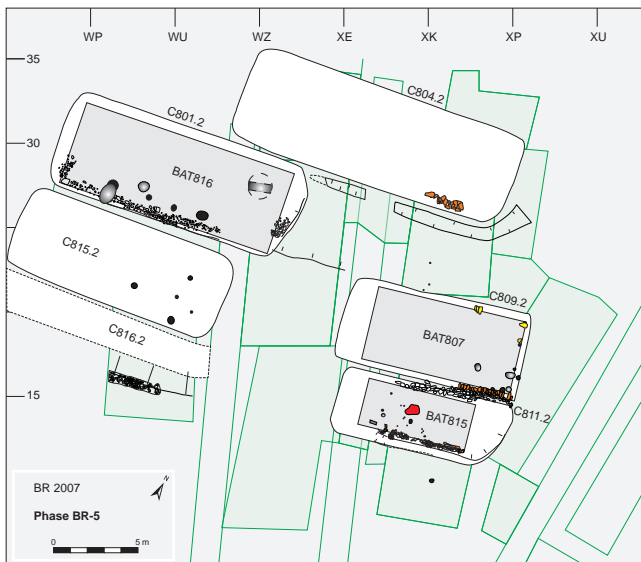 WP WU WZ XE XK XP XU
35
C804.2
C801.2
30
BAT816
C815.2
C809.2
C816.2
BAT807
15
C811.2
BAT815
BR 2007
N
Phase BR-5
0 5 m